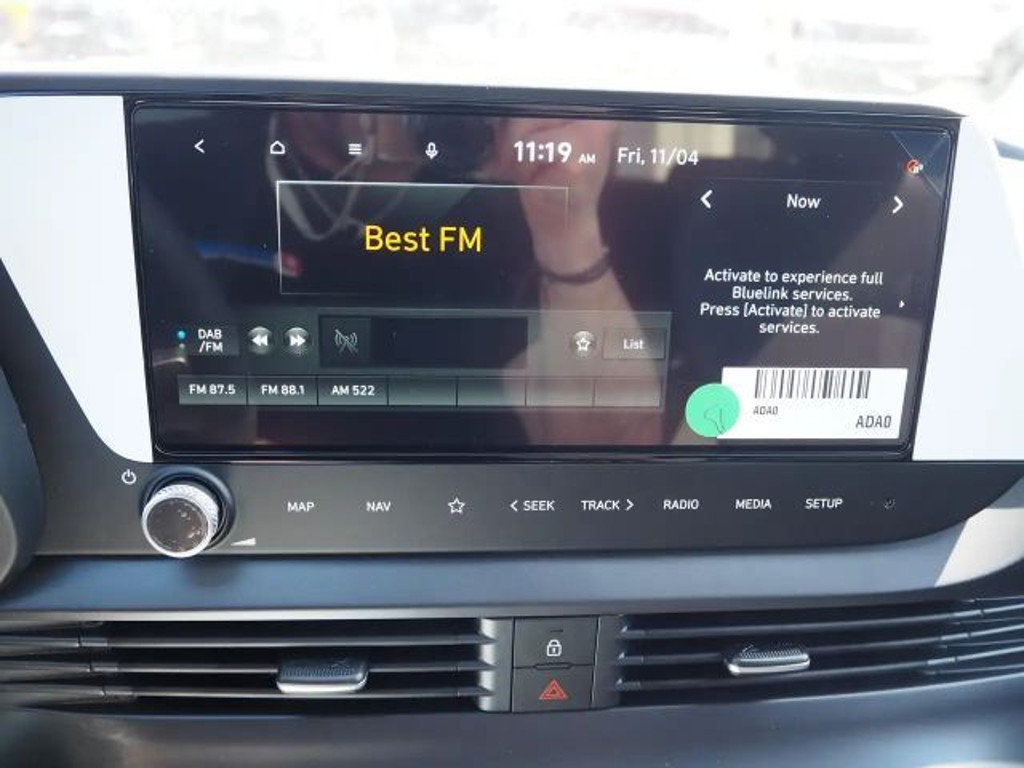 11:19 AM Fri, 11/04
Now
Best FM
Activate to experience full
Bluelink services.
Press [Activate] to activate
services.
DAB
/FM
List
FM 87.5 FM 88.1 AM 522
ADA0
ADA0
MAP NAV < SEEK TRACK > RADIO MEDIA SETUP